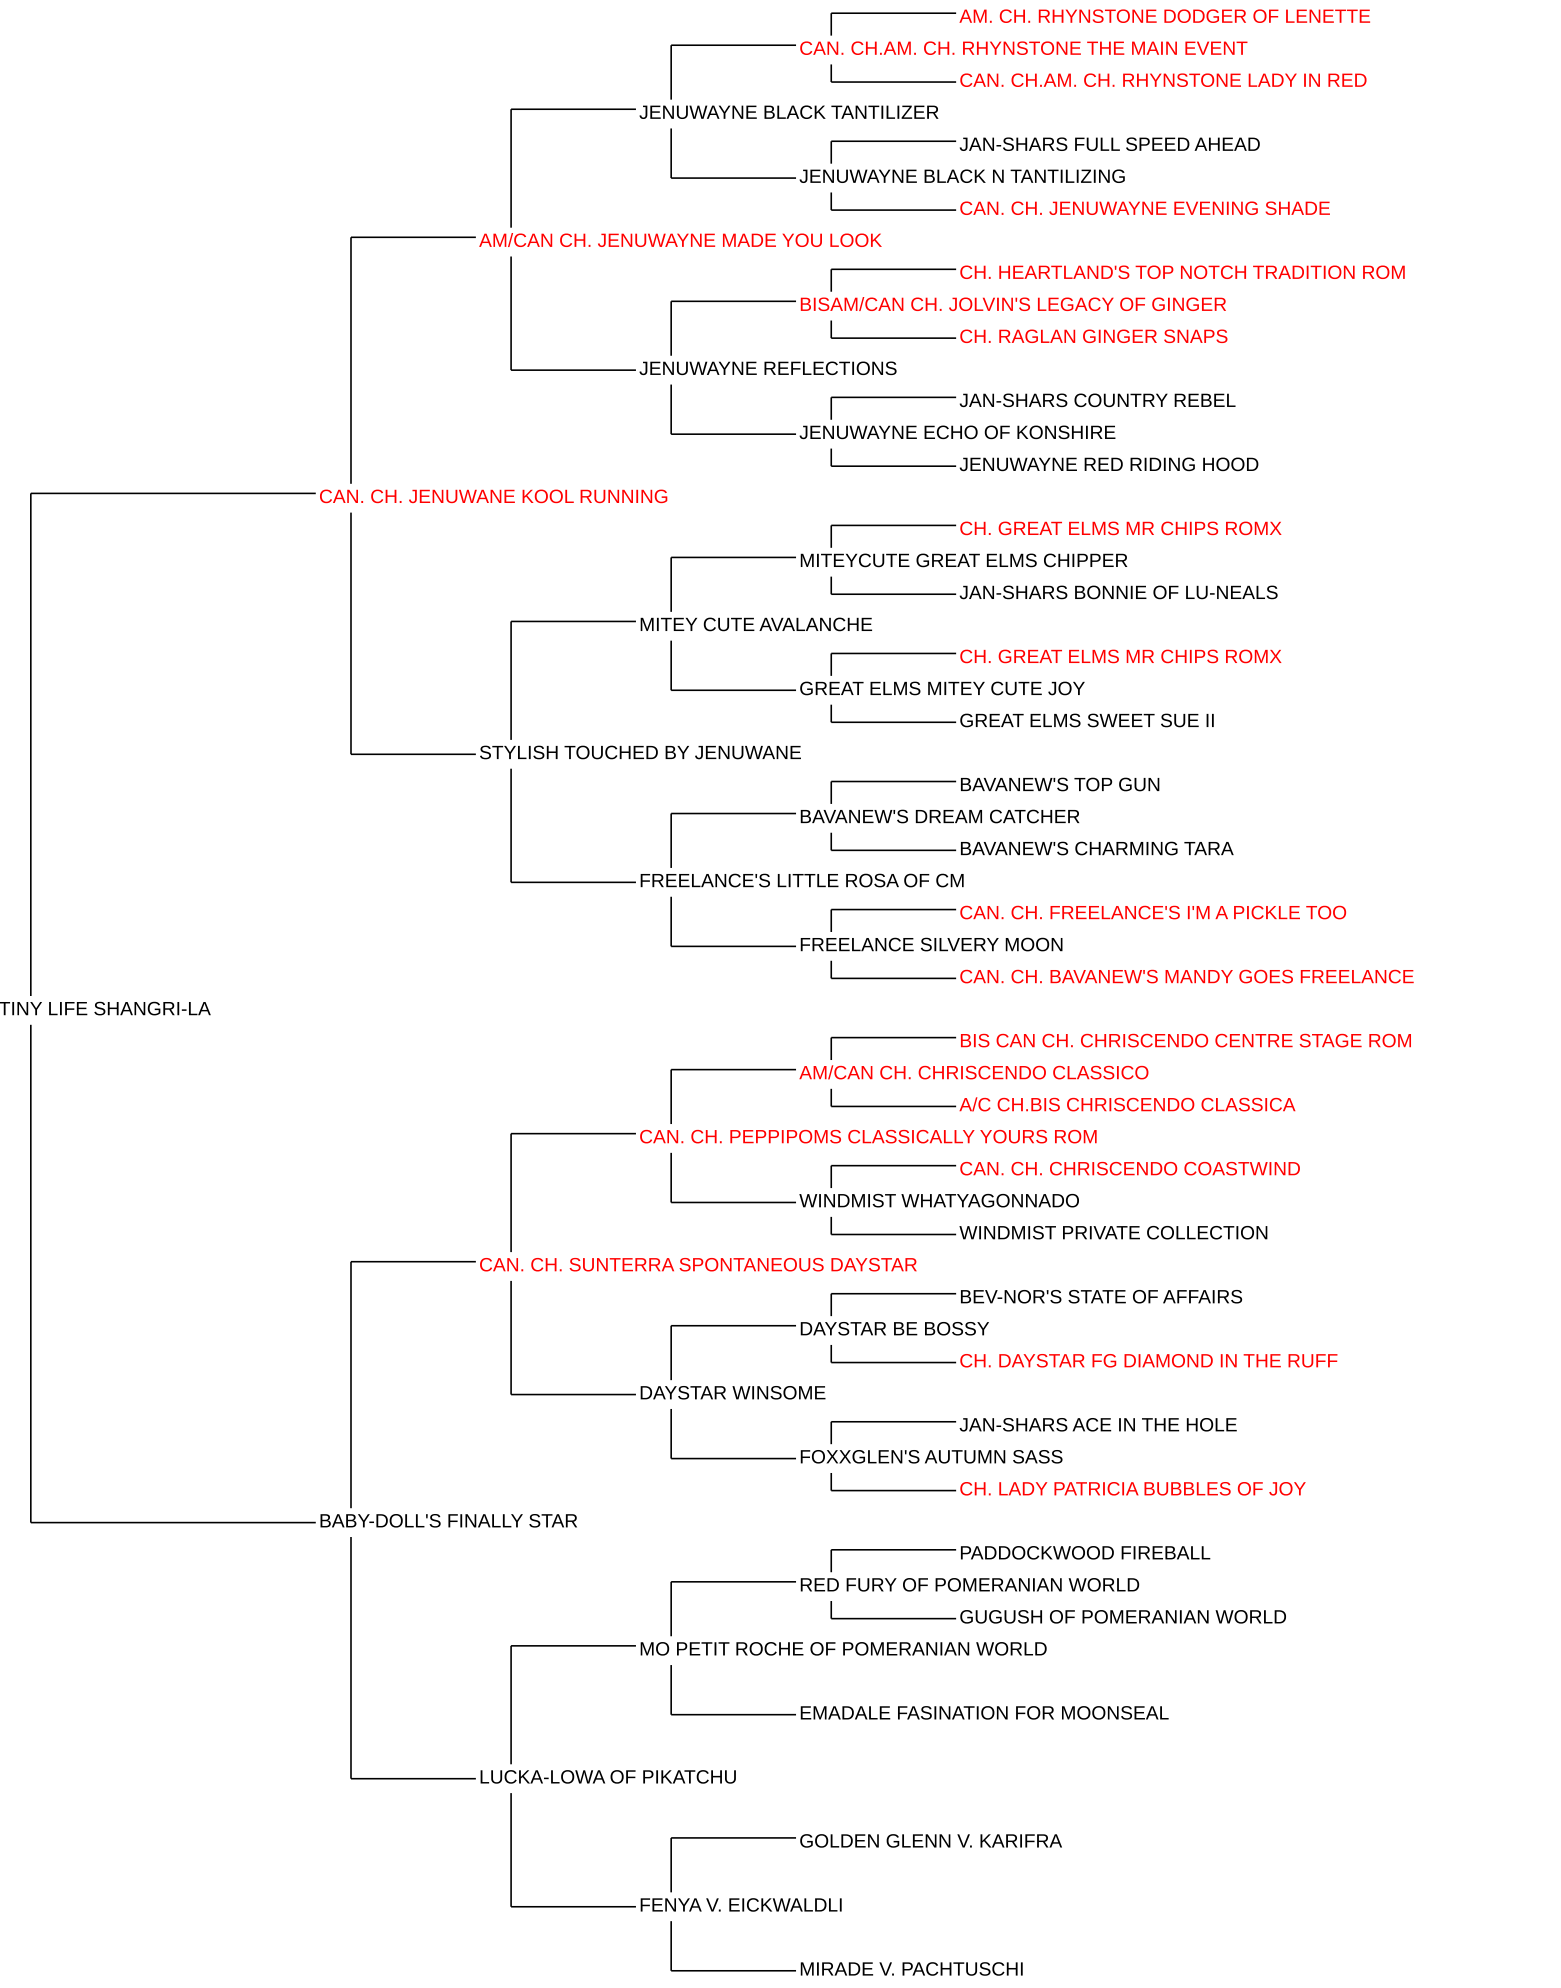 AM. CH. RHYNSTONE DODGER OF LENETTE
CAN. CH.AM. CH. RHYNSTONE THE MAIN EVENT
CAN. CH.AM. CH. RHYNSTONE LADY IN RED
JENUWAYNE BLACK TANTILIZER
JAN-SHARS FULL SPEED AHEAD
JENUWAYNE BLACK N TANTILIZING
CAN. CH. JENUWAYNE EVENING SHADE
AM/CAN CH. JENUWAYNE MADE YOU LOOK
CH. HEARTLAND'S TOP NOTCH TRADITION ROM
BISAM/CAN CH. JOLVIN'S LEGACY OF GINGER
CH. RAGLAN GINGER SNAPS
JENUWAYNE REFLECTIONS
JAN-SHARS COUNTRY REBEL
JENUWAYNE ECHO OF KONSHIRE
JENUWAYNE RED RIDING HOOD
CAN. CH. JENUWANE KOOL RUNNING
CH. GREAT ELMS MR CHIPS ROMX
MITEYCUTE GREAT ELMS CHIPPER
JAN-SHARS BONNIE OF LU-NEALS
MITEY CUTE AVALANCHE
CH. GREAT ELMS MR CHIPS ROMX
GREAT ELMS MITEY CUTE JOY
GREAT ELMS SWEET SUE II
STYLISH TOUCHED BY JENUWANE
BAVANEW'S TOP GUN
BAVANEW'S DREAM CATCHER
BAVANEW'S CHARMING TARA
FREELANCE'S LITTLE ROSA OF CM
CAN. CH. FREELANCE'S I'M A PICKLE TOO
FREELANCE SILVERY MOON
CAN. CH. BAVANEW'S MANDY GOES FREELANCE
TINY LIFE SHANGRI-LA
BIS CAN CH. CHRISCENDO CENTRE STAGE ROM
AM/CAN CH. CHRISCENDO CLASSICO
A/C CH.BIS CHRISCENDO CLASSICA
CAN. CH. PEPPIPOMS CLASSICALLY YOURS ROM
CAN. CH. CHRISCENDO COASTWIND
WINDMIST WHATYAGONNADO
WINDMIST PRIVATE COLLECTION
CAN. CH. SUNTERRA SPONTANEOUS DAYSTAR
BEV-NOR'S STATE OF AFFAIRS
DAYSTAR BE BOSSY
CH. DAYSTAR FG DIAMOND IN THE RUFF
DAYSTAR WINSOME
JAN-SHARS ACE IN THE HOLE
FOXXGLEN'S AUTUMN SASS
CH. LADY PATRICIA BUBBLES OF JOY
BABY-DOLL'S FINALLY STAR
PADDOCKWOOD FIREBALL
RED FURY OF POMERANIAN WORLD
GUGUSH OF POMERANIAN WORLD
MO PETIT ROCHE OF POMERANIAN WORLD
EMADALE FASINATION FOR MOONSEAL
LUCKA-LOWA OF PIKATCHU
GOLDEN GLENN V. KARIFRA
FENYA V. EICKWALDLI
MIRADE V. PACHTUSCHI